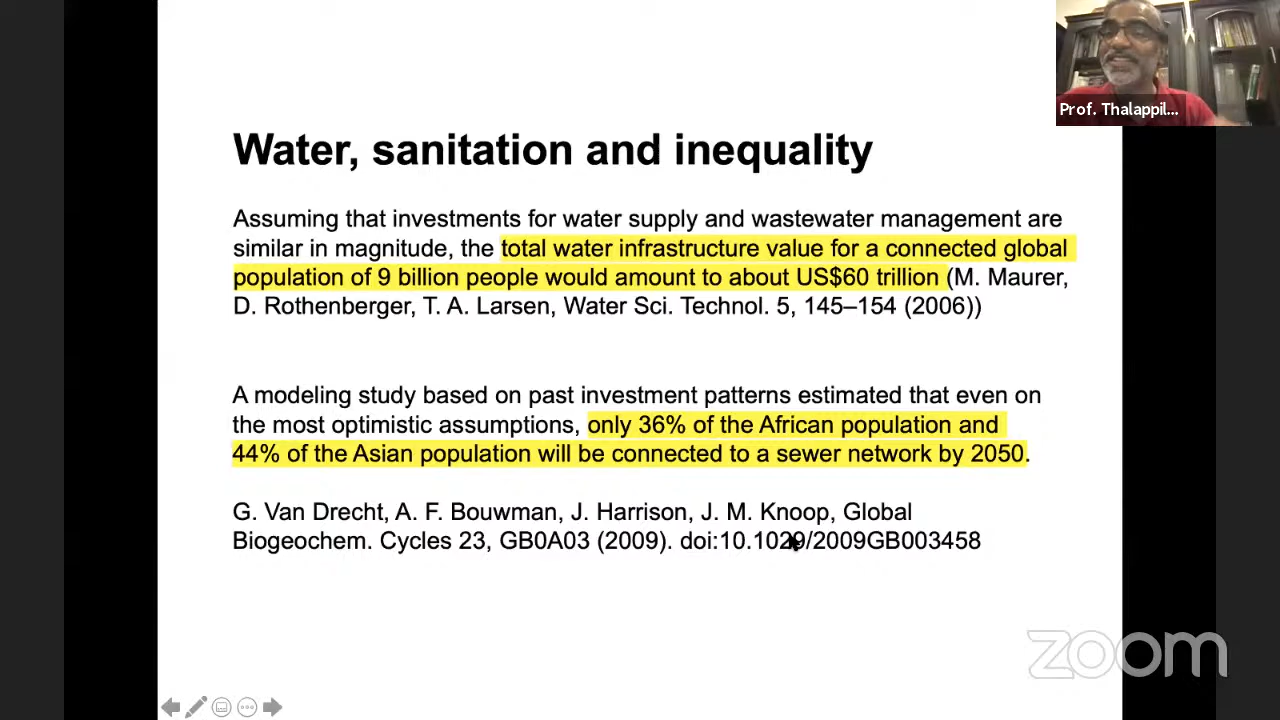 Prof. Thalappil...
Water, sanitation and inequality
Assuming that investments for water supply and wastewater management are
similar in magnitude, the total water infrastructure value for a connected global
population of 9 billion people would amount to about US$60 trillion (M. Maurer,
D. Rothenberger, T. A. Larsen, Water Sci. Technol. 5, 145–154 (2006))
A modeling study based on past investment patterns estimated that even on
the most optimistic assumptions, only 36% of the African population and
44% of the Asian population will be connected to a sewer network by 2050.
G. Van Drecht, A. F. Bouwman, J. Harrison, J. M. Knoop, Global
Biogeochem. Cycles 23, GB0A03 (2009). doi:10.1029/2009GB003458
zoom